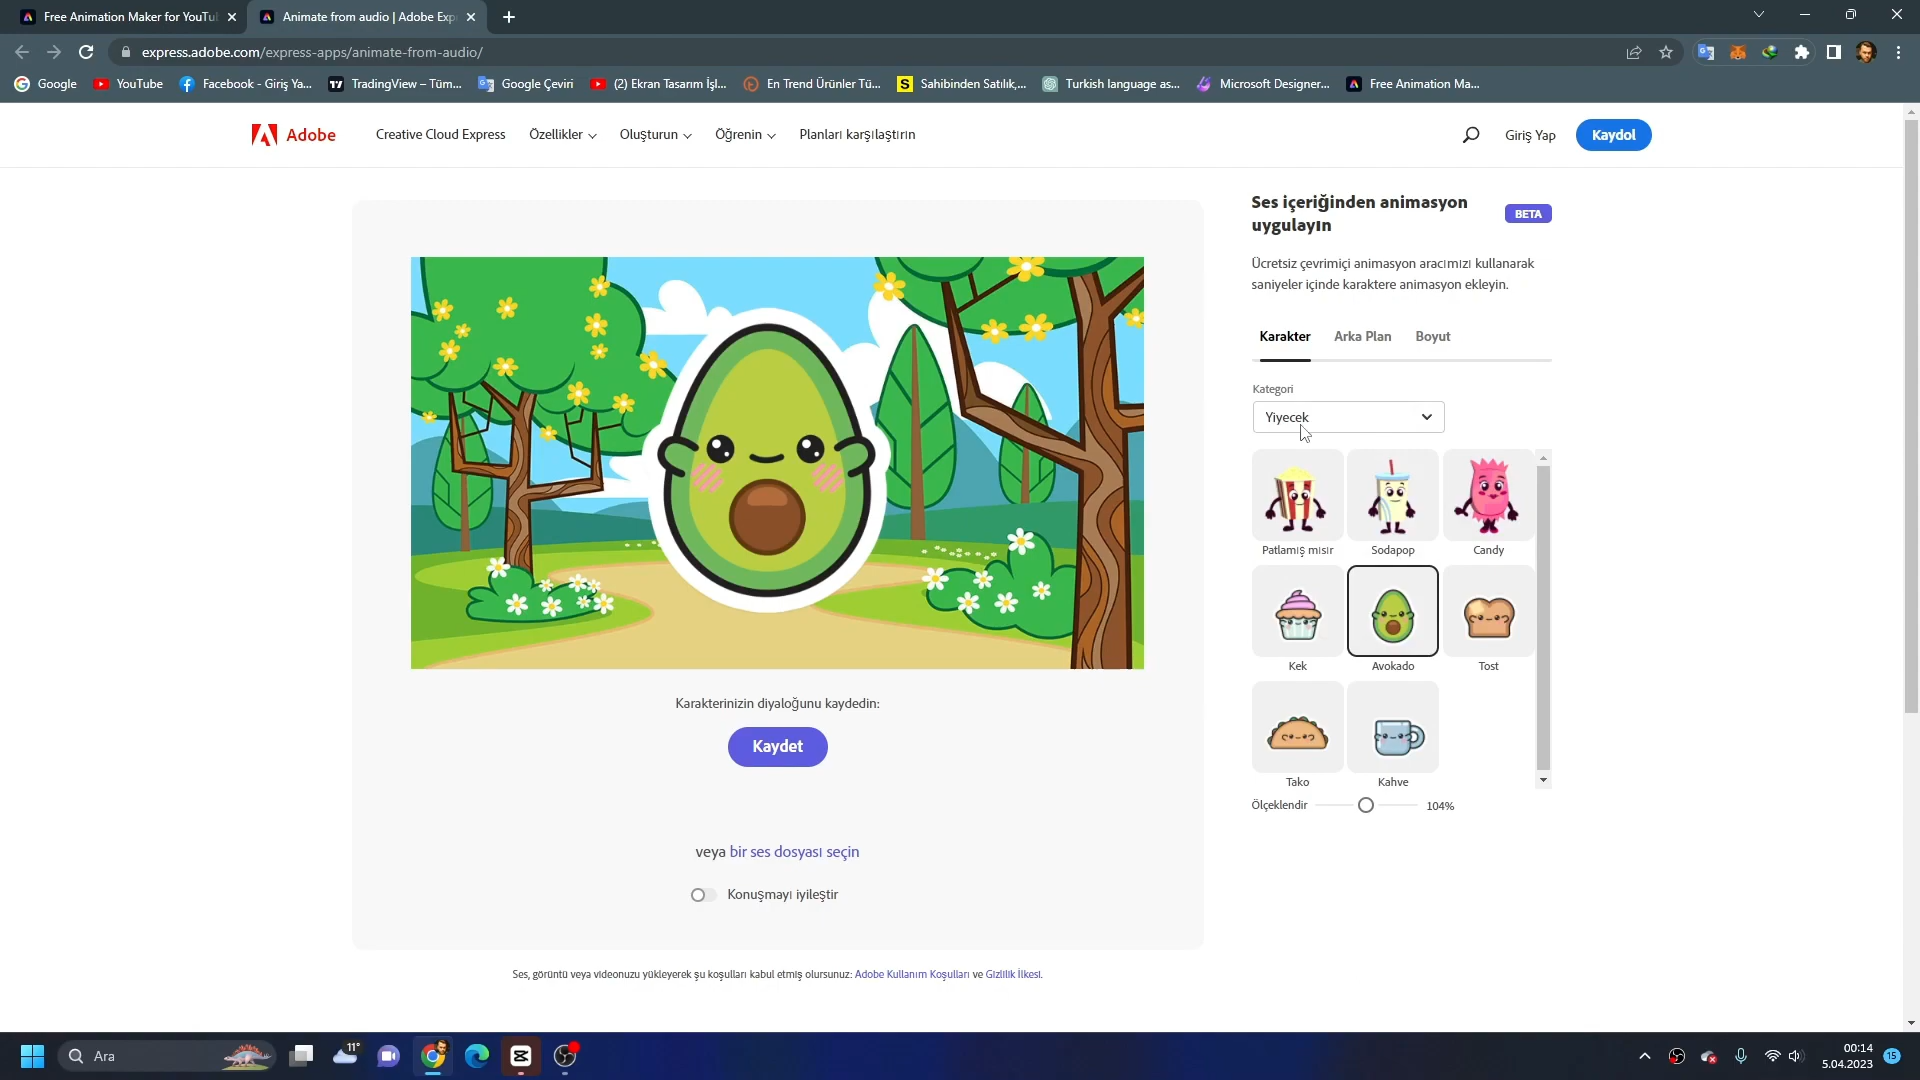 Free Animation Maker for YouTu
Animate from audio | Adobe Exp
express.adobe.com/express-apps/animate-from-audio/
Google
YouTube
Facebook - Giriş Ya...
TradingView – Tüm...
Google Çeviri
(2) Ekran Tasarım İşl...
En Trend Ürünler Tü...
Sahibinden Satılık,...
Turkish language as...
Microsoft Designer...
Free Animation Ma...
Adobe
Creative Cloud Express
Özellikler
Oluşturun
Öğrenin
Planları karşılaştırın
Giriş Yap
Kaydol
Ses içeriğinden animasyon
uygulayın
BETA
Ücretsiz çevrimiçi animasyon aracımızı kullanarak
saniyeler içinde karaktere animasyon ekleyin.
Karakter
Arka Plan
Boyut
Kategori
Yiyecek
Patlamış mısır
Sodapop
Candy
Kek
Avokado
Tost
Tako
Kahve
Ölçeklendir
104%
Karakterinizin diyaloğunu kaydedin:
Kaydet
veya bir ses dosyası seçin
Konuşmayı iyileştir
Ses, görüntü veya videonuzu yükleyerek şu koşulları kabul etmiş olursunuz: Adobe Kullanım Koşulları ve Gizlilik İlkesi.
Ara
11°
00:14
5.04.2023
15